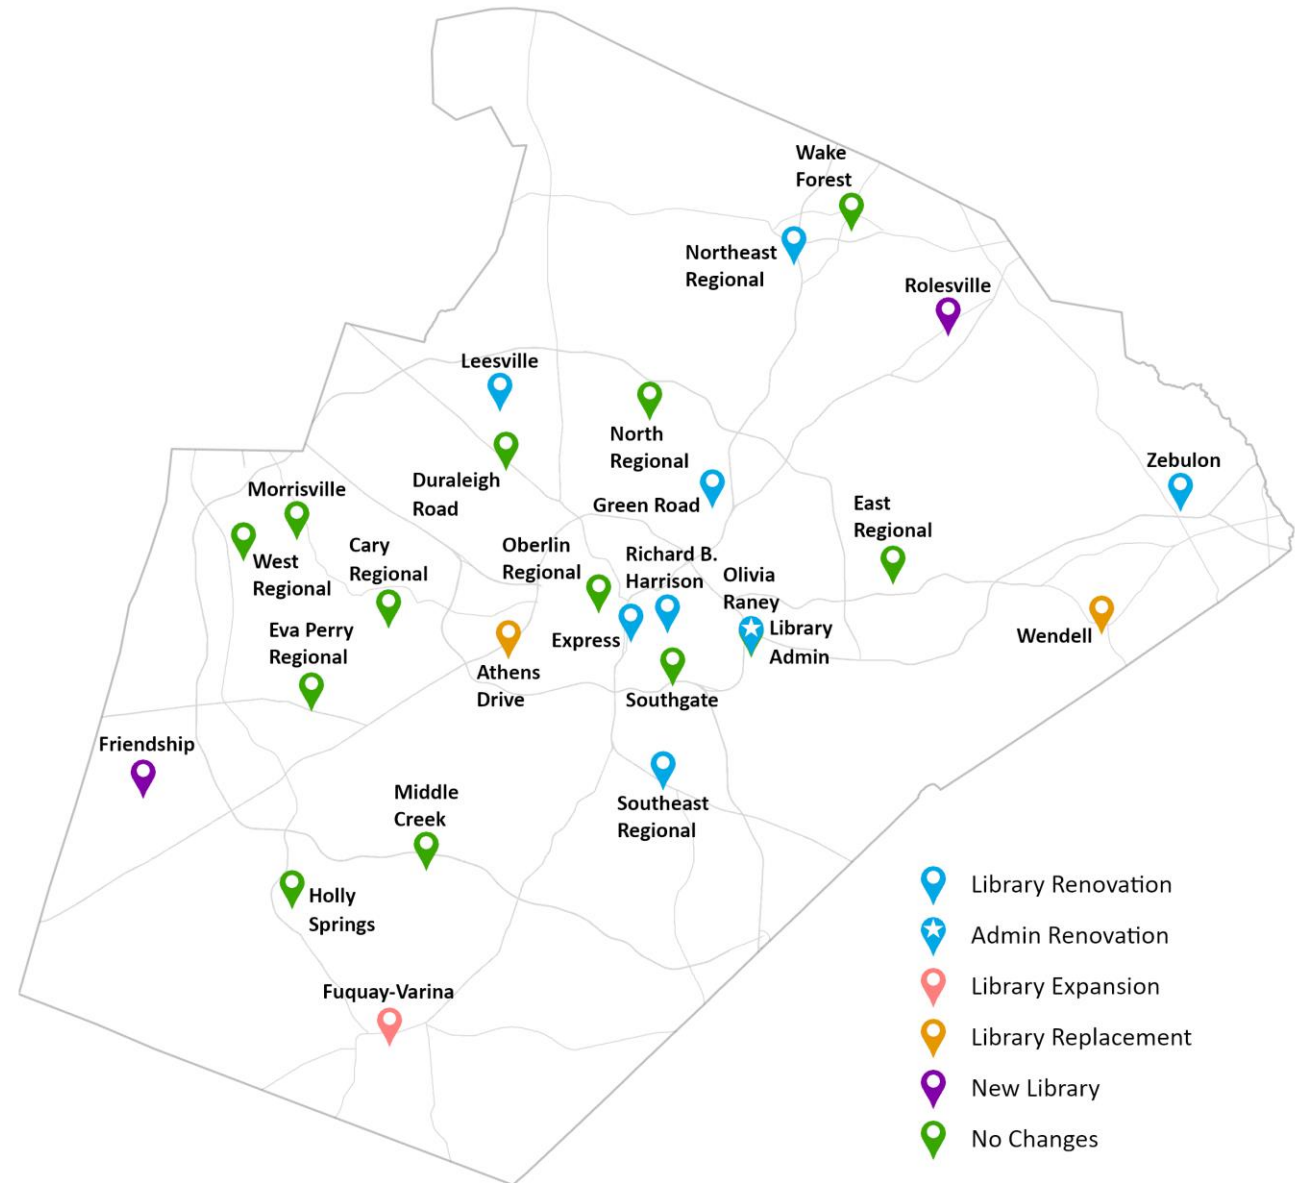 Wake
Forest
Northeast
Regional
Rolesville
Leesville
North
Regional
Duraleigh
Road
Green Road
Zebulon
Morrisville
East
Regional
West
Regional
Cary
Regional
Oberlin
Regional
Richard B.
Harrison
Olivia
Raney
Library
Admin
Express
Wendell
Eva Perry
Regional
Athens
Drive
Southgate
Friendship
Middle
Creek
Southeast
Regional
Holly
Springs
Fuquay-Varina
Library Renovation
Admin Renovation
Library Expansion
Library Replacement
New Library
No Changes